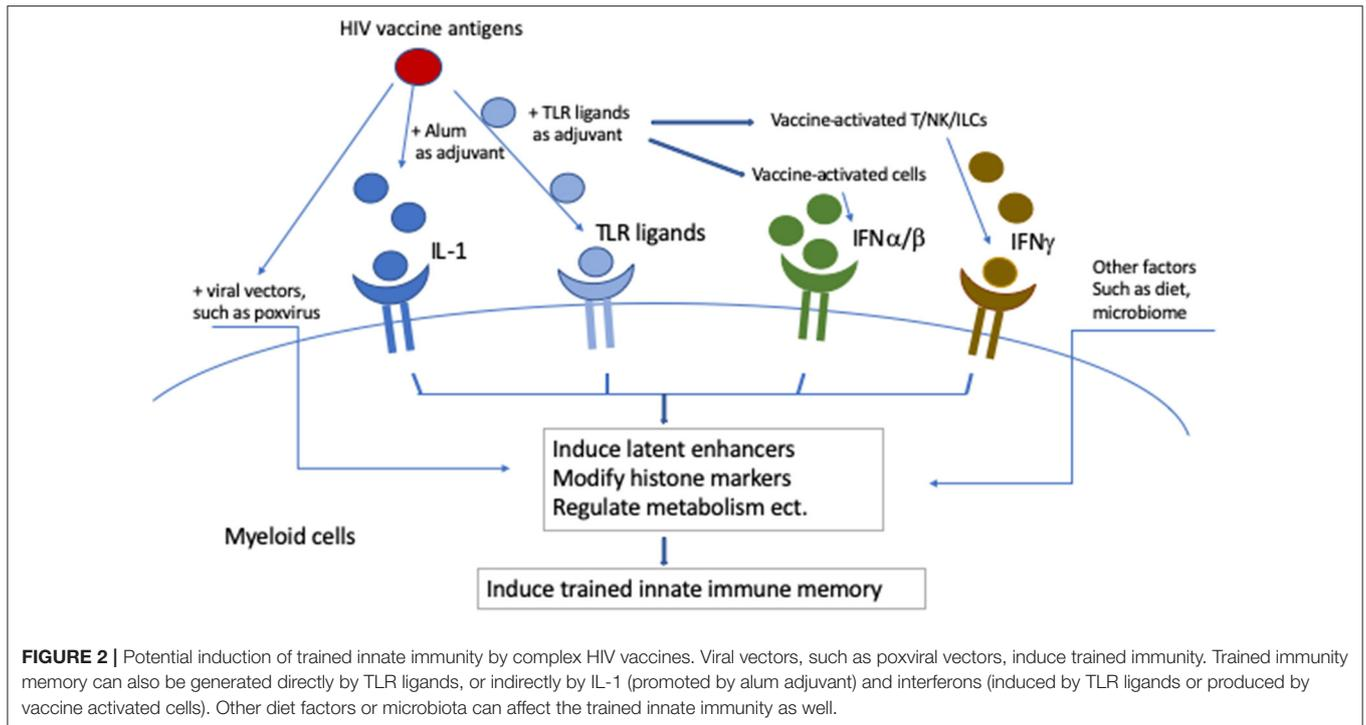 HIV vaccine antigens
+ TLR ligands
as adjuvant
+ Alum
as adjuvant
Vaccine-activated T/NK/ILCs
Vaccine-activated cells
IL-1
TLR ligands
IFNα/β
IFNγ
+ viral vectors,
such as poxvirus
Other factors
Such as diet,
microbiome
Induce latent enhancers
Modify histone markers
Regulate metabolism ect.
Myeloid cells
Induce trained innate immune memory
FIGURE 2 | Potential induction of trained innate immunity by complex HIV vaccines. Viral vectors, such as poxviral vectors, induce trained immunity. Trained immunity
memory can also be generated directly by TLR ligands, or indirectly by IL-1 (promoted by alum adjuvant) and interferons (induced by TLR ligands or produced by
vaccine activated cells). Other diet factors or microbiota can affect the trained innate immunity as well.